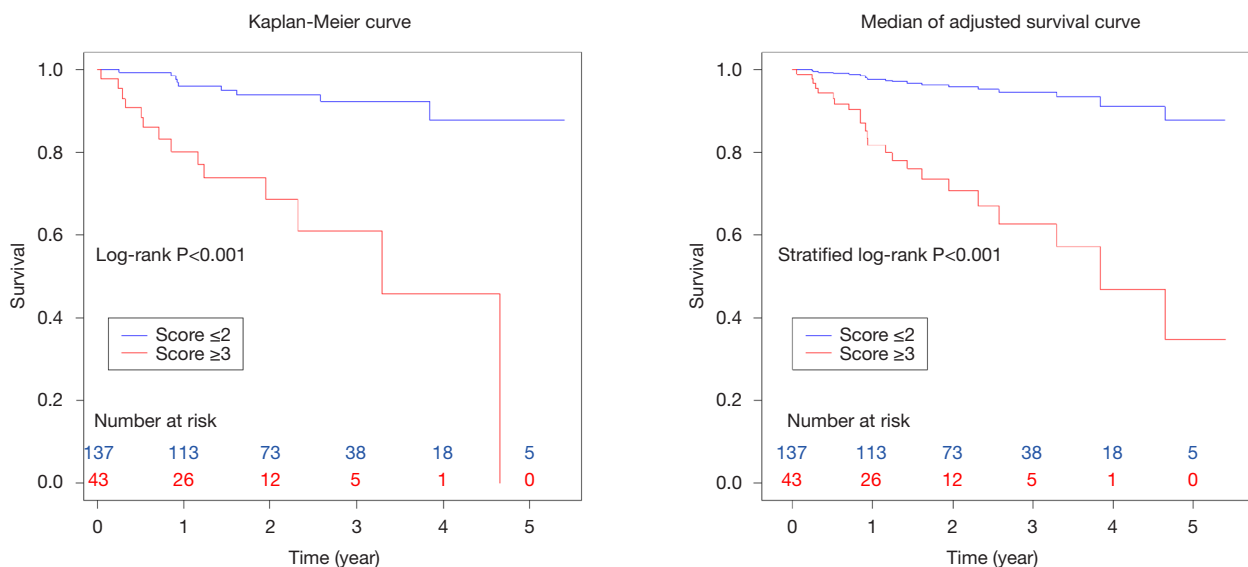 Kaplan-Meier curve
1.0
0.8
0.6
0.4
0.2
0.0
Survival
Log-rank P<0.001
Score ≤2
Score ≥3
Number at risk
137 113 73 38 18 5
43 26 12 5 1 0
0 1 2 3 4 5
Time (year)
Median of adjusted survival curve
1.0
0.8
0.6
0.4
0.2
0.0
Survival
Stratified log-rank P<0.001
Score ≤2
Score ≥3
Number at risk
137 113 73 38 18 5
43 26 12 5 1 0
0 1 2 3 4 5
Time (year)